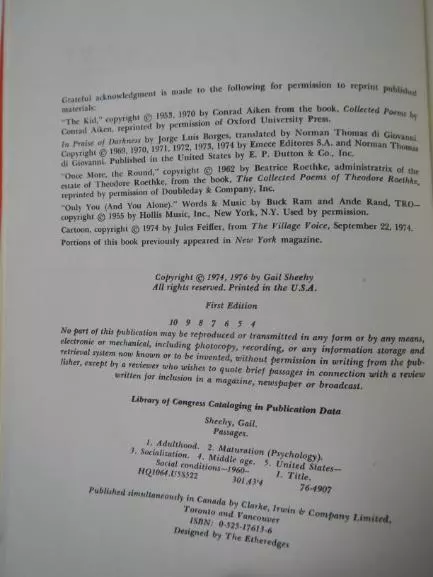 Grateful acknowledgment is made to the following for permission to reprint published
materials:
"The Kid," copyright © 1953, 1970 by Conrad Aiken from the book, Collected Poems by
Conrad Aiken, reprinted by permission of Oxford University Press.
In Praise of Darkness by Jorge Luis Borges, translated by Norman Thomas di Giovanni.
Copyright © 1969, 1970, 1971, 1972, 1973, 1974 by Emece Editores S.A. and Norman Thomas
di Giovanni. Published in the United States by E. P. Dutton & Co., Inc.
"Once More, the Round," copyright © 1962 by Beatrice Roethke, administratrix of the
estate of Theodore Roethke, from the book, The Collected Poems of Theodore Roethke,
reprinted by permission of Doubleday & Company, Inc.
"Only You (And You Alone)." Words & Music by Buck Ram and Ande Rand, TRO—
copyright © 1955 by Hollis Music, Inc., New York, N.Y. Used by permission.
Cartoon, copyright © 1974 by Jules Feiffer, from The Village Voice, September 22, 1974.
Portions of this book previously appeared in New York magazine.
Copyright © 1974, 1976 by Gail Sheehy
All rights reserved. Printed in the U.S.A.
First Edition
10 9 8 7 6 5 4
No part of this publication may be reproduced or transmitted in any form or by any means,
electronic or mechanical, including photocopy, recording, or any information storage and
retrieval system now known or to be invented, without permission in writing from the pub-
lisher, except by a reviewer who wishes to quote brief passages in connection with a review
written for inclusion in a magazine, newspaper or broadcast.
Library of Congress Cataloging in Publication Data
Sheehy, Gail.
Passages.
1. Adulthood. 2. Maturation (Psychology).
3. Socialization. 4. Middle age. 5. United States—
Social conditions—1960- I. Title.
HQ1064.U5S522 301.43'4 76-4907
Published simultaneously in Canada by Clarke, Irwin & Company Limited,
Toronto and Vancouver
ISBN: 0-525-17613-6
Designed by The Etheredges